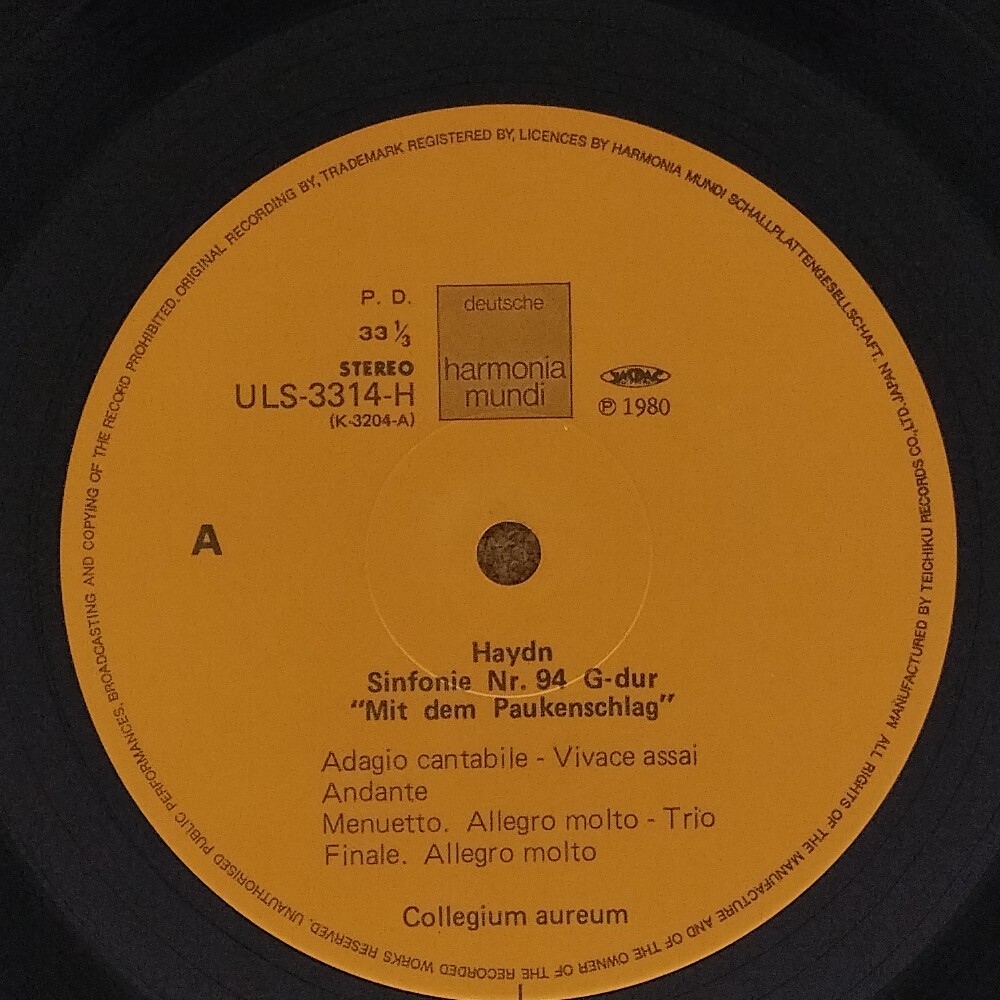 P. D.
33 1/3
STEREO
ULS-3314-H
(K-3204-A)
deutsche
harmonia
mundi
℗ 1980
A
Haydn
Sinfonie Nr. 94 G-dur
“Mit dem Paukenschlag”
Adagio cantabile - Vivace assai
Andante
Menuetto. Allegro molto - Trio
Finale. Allegro molto
Collegium aureum
ALL RIGHTS OF THE MANUFACTURE AND OF THE OWNER OF THE RECORDED WORKS RESERVED. UNAUTHORISED PUBLIC PERFORMANCES, BROADCASTING AND COPYING OF THE RECORD PROHIBITED. ORIGINAL RECORDING BY, TRADEMARK REGISTERED BY, LICENCES BY HARMONIA MUNDI SCHALLPLATTENGESELLSCHAFT. MANUFACTURED BY TEICHIKU RECORDS CO., LTD. JAPAN